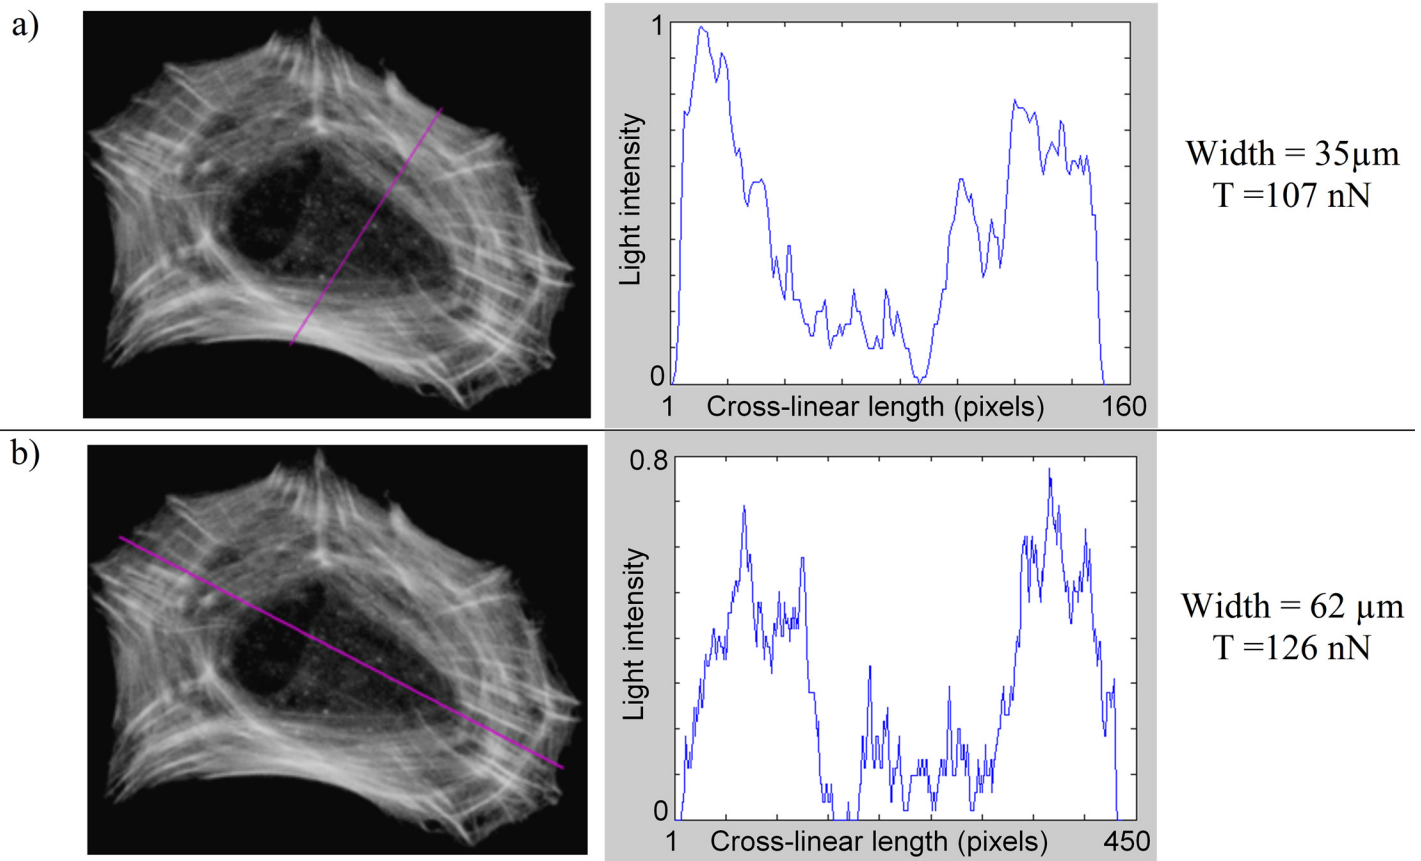 a)
1
Light intensity
0
1 Cross-linear length (pixels) 160
Width = 35µm
T =107 nN
b)
0.8
Light intensity
0
1 Cross-linear length (pixels) 450
Width = 62 µm
T =126 nN